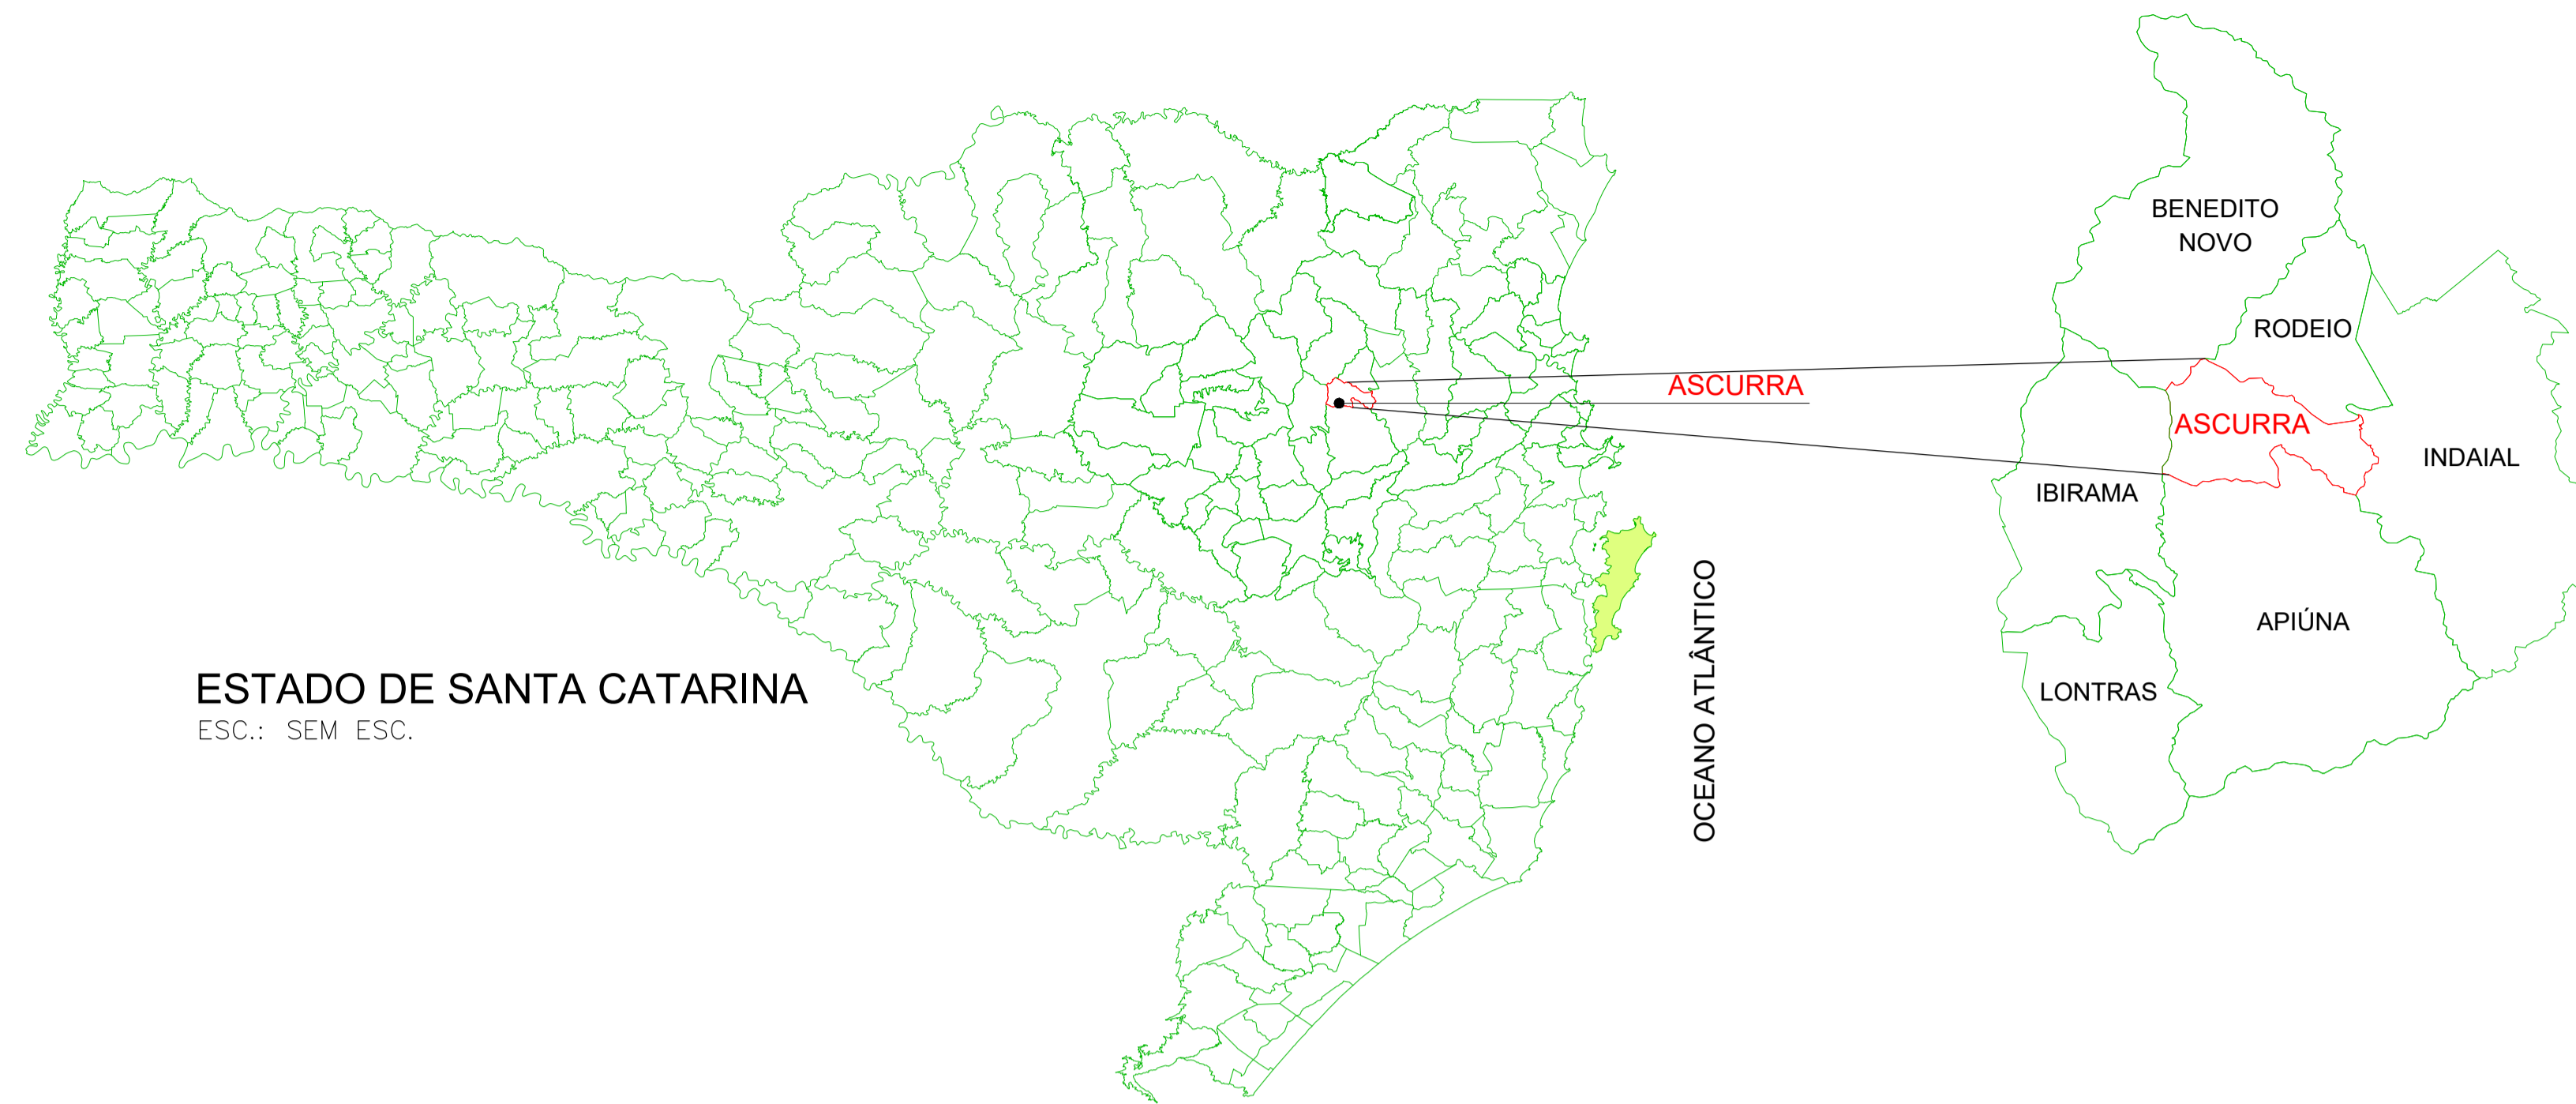 ESTADO DE SANTA CATARINA
ESC.: SEM ESC.
ASCURRA
OCEANO ATLÂNTICO
BENEDITO
NOVO
RODEIO
ASCURRA
INDAIAL
IBIRAMA
APIÚNA
LONTRAS